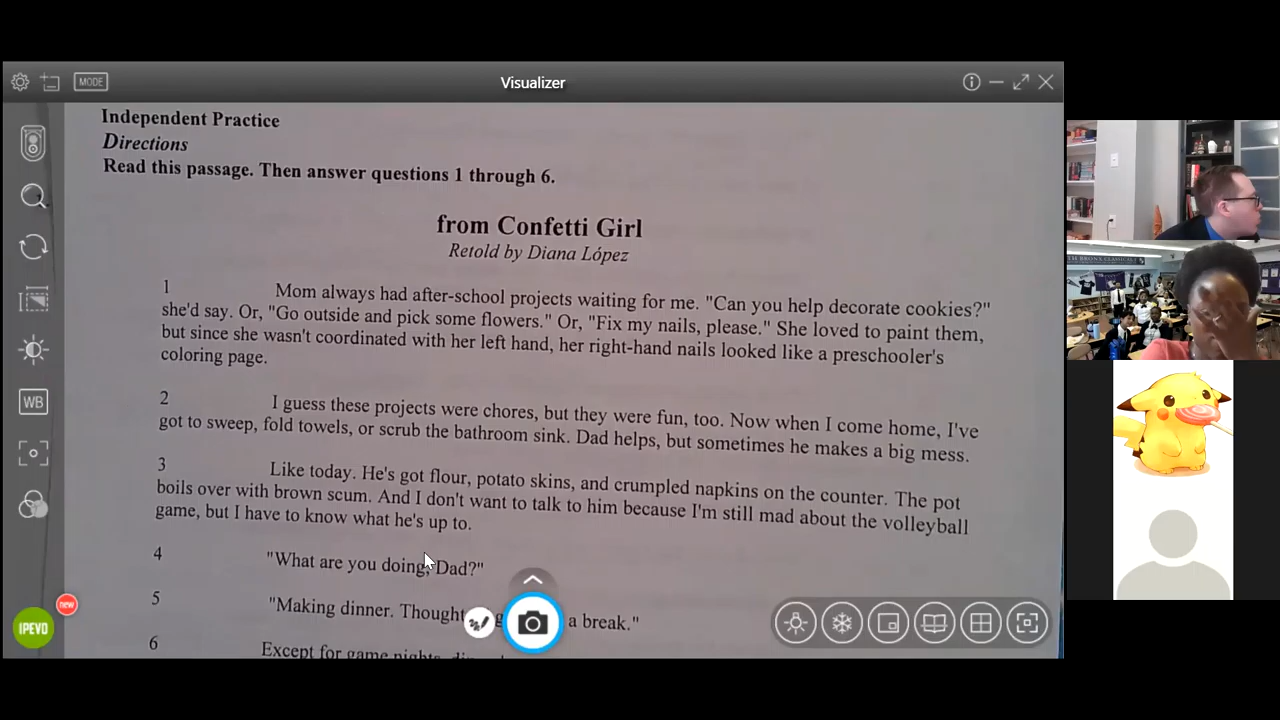 MODE
Visualizer
Independent Practice
Directions
Read this passage. Then answer questions 1 through 6.
from Confetti Girl
Retold by Diana López
1 Mom always had after-school projects waiting for me. "Can you help decorate cookies?"
she'd say. Or, "Go outside and pick some flowers." Or, "Fix my nails, please." She loved to paint them,
but since she wasn't coordinated with her left hand, her right-hand nails looked like a preschooler's
coloring page.
2 I guess these projects were chores, but they were fun, too. Now when I come home, I've
got to sweep, fold towels, or scrub the bathroom sink. Dad helps, but sometimes he makes a big mess.
3 Like today. He's got flour, potato skins, and crumpled napkins on the counter. The pot
boils over with brown scum. And I don't want to talk to him because I'm still mad about the volleyball
game, but I have to know what he's up to.
4 "What are you doing, Dad?"
5 "Making dinner. Thought a break."
6 Except for game nights,
WB
new
IPEVO
BRONX CLASSICAL